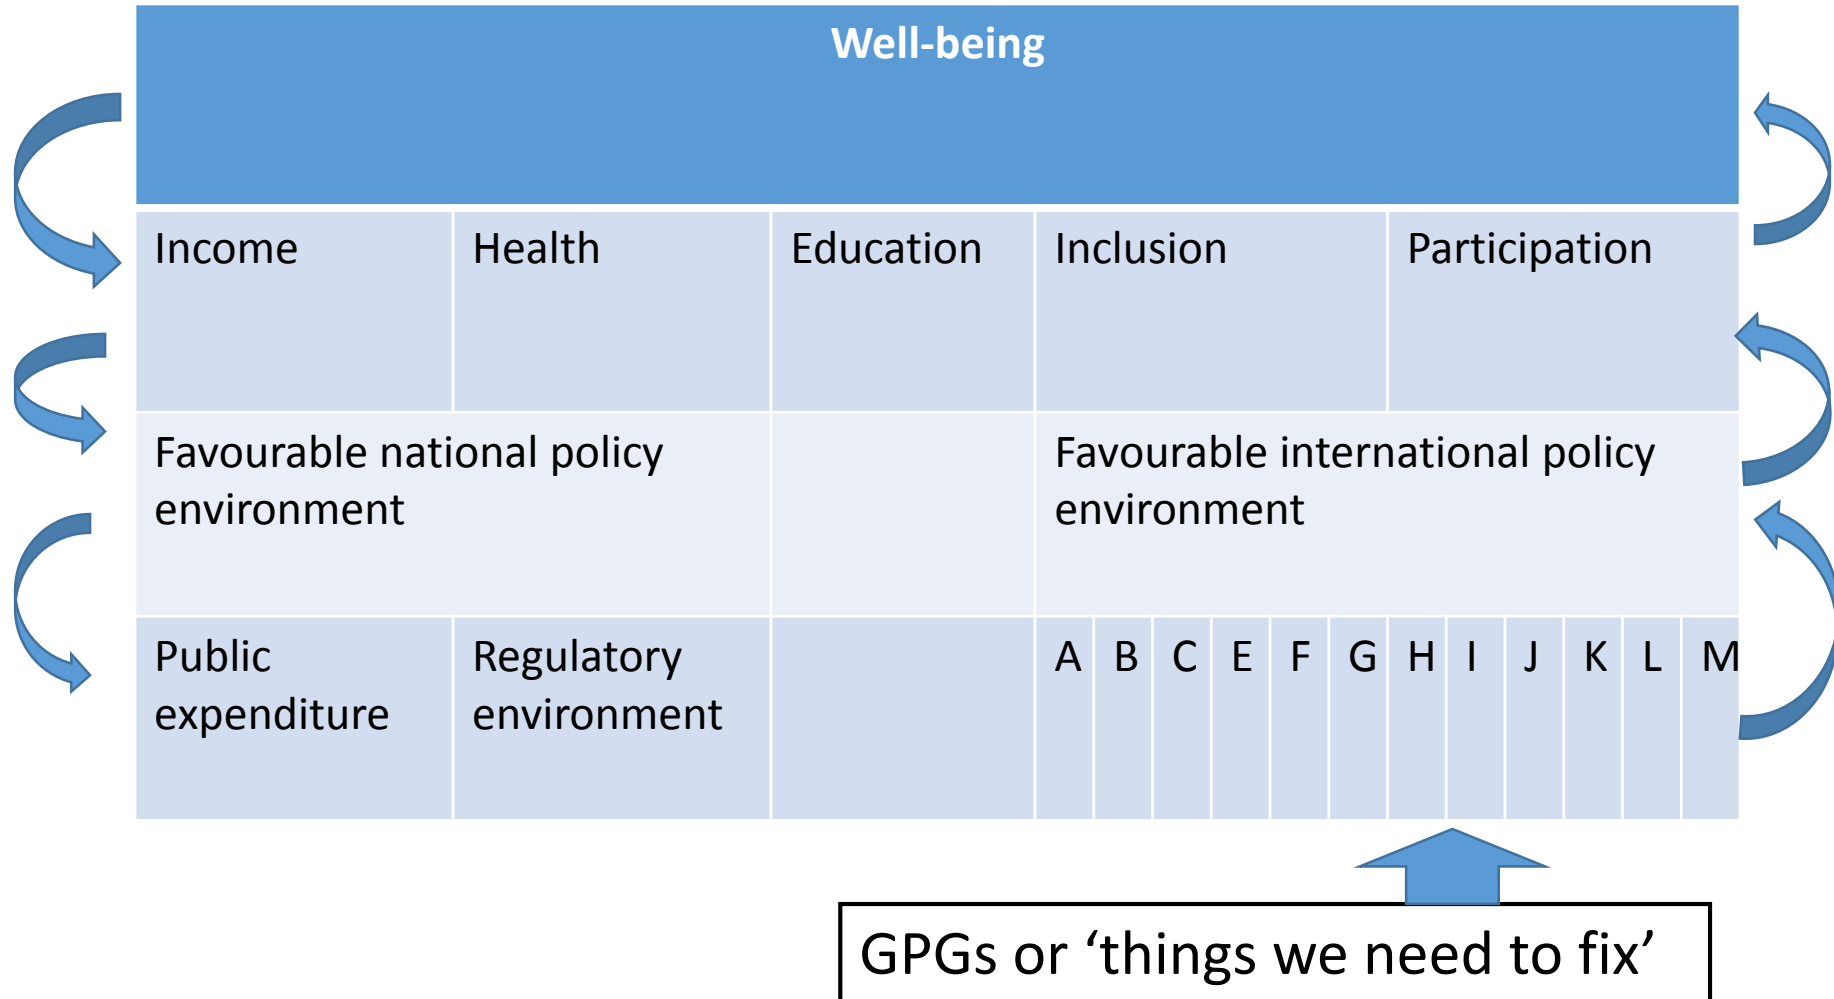 Well-being
Income Health Education Inclusion Participation
Favourable national policy
environment
Favourable international policy
environment
Public
expenditure
Regulatory
environment
A B C E F G H I J K L M
GPGs or ‘things we need to fix’